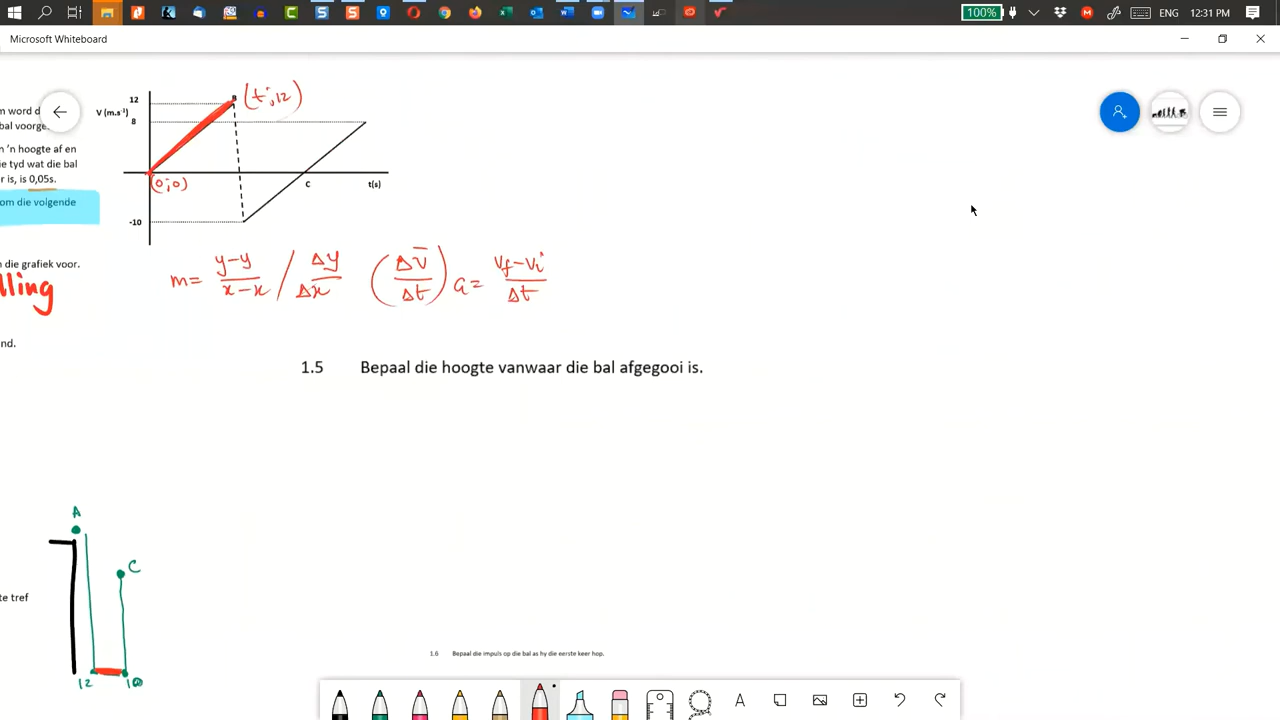 100%
ENG
12:31 PM
Microsoft Whiteboard
m word d
bal voorge
n 'n hoogte af en
ie tyd wat die bal
r is, is 0,05s.
om die volgende
n die grafiek voor.
lling
nd.
12
V (m.s⁻¹)
8
B (t;12)
(0;0)
C
t(s)
-10
m= y-y / x-x / Δy / Δx (Δv̄ / Δt) a= vf-vi / Δt
1.5 Bepaal die hoogte vanwaar die bal afgegooi is.
A
C
te tref
12
10
1.6 Bepaal die impuls op die bal as hy die eerste keer hop.
A